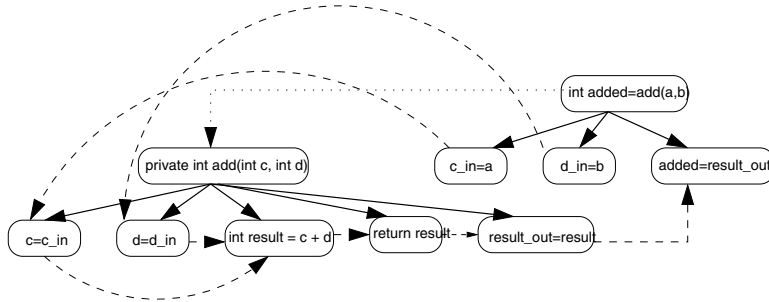 int added=add(a,b)
private int add(int c, int d)
c_in=a
d_in=b
added=result_out
c=c_in
d=d_in
int result = c + d
return result
result_out=result